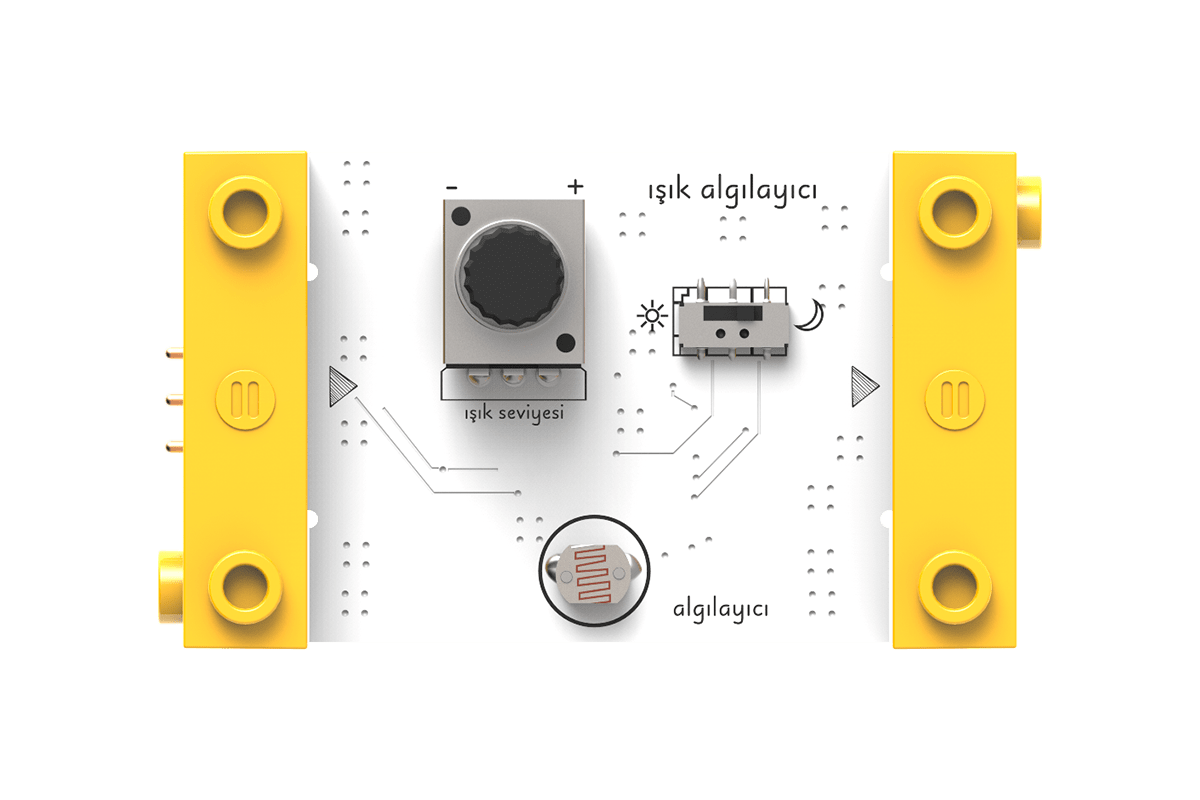 - +
ışık algılayıcı
ışık seviyesi
algılayıcı